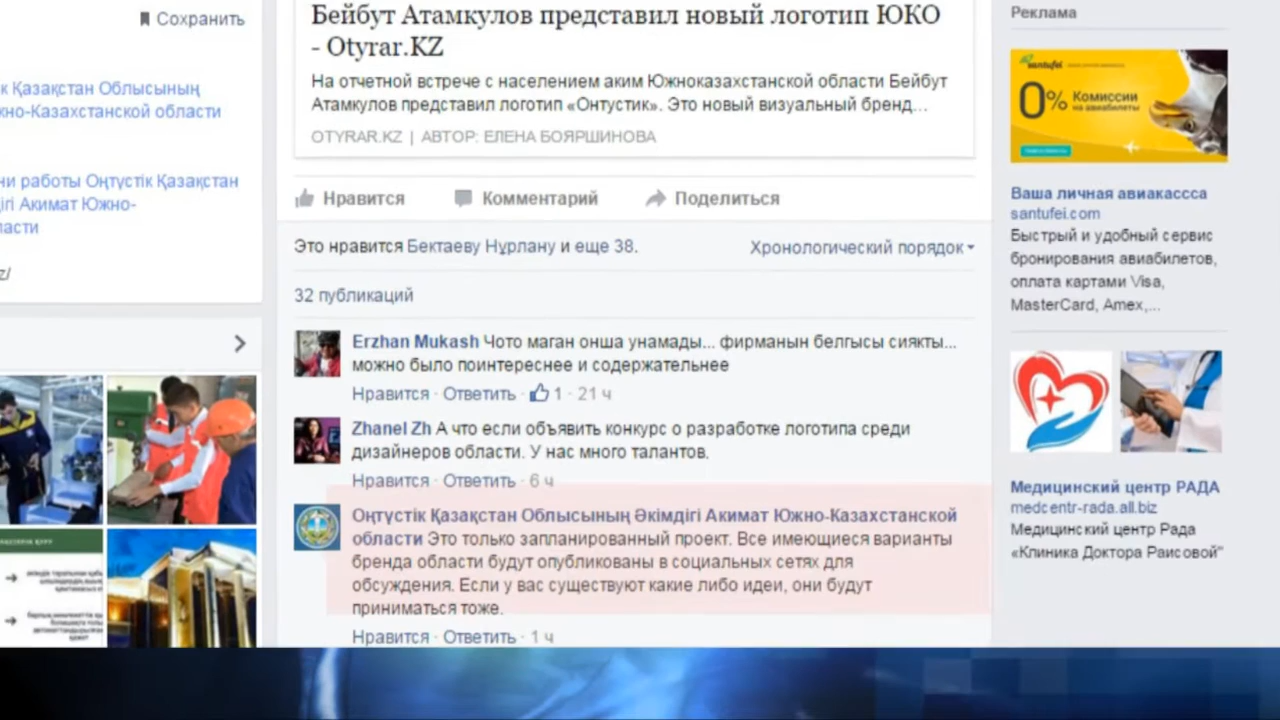 Сохранить
к Қазақстан Облысының
жно-Казахстанской области
ни работы Оңтүстік Қазақстан
дігі Акимат Южно-
ласти
z/
Бейбут Атамкулов представил новый логотип ЮКО
- Otyrar.KZ
На отчетной встрече с населением аким Южноказахстанской области Бейбут
Атамкулов представил логотип «Онтустик». Это новый визуальный бренд...
OTYRAR.KZ | АВТОР: ЕЛЕНА БОЯРШИНОВА
Нравится Комментарий Поделиться
Это нравится Бектаеву Нұрлану и еще 38. Хронологический порядок
32 публикаций
Erzhan Mukash Чото маган онша унамады... фирманын белгысы сиякты...
можно было поинтереснее и содержательнее
Нравится · Ответить · 1 · 21 ч
Zhanel Zh А что если объявить конкурс о разработке логотипа среди
дизайнеров области. У нас много талантов.
Нравится · Ответить · 6 ч
Оңтүстік Қазақстан Облысының Әкімдігі Акимат Южно-Казахстанской
области Это только запланированный проект. Все имеющиеся варианты
бренда области будут опубликованы в социальных сетях для
обсуждения. Если у вас существуют какие либо идеи, они будут
приниматься тоже.
Нравится · Ответить · 1 ч
Реклама
santufei
0% Комиссии
на авиабилеты
Ваша личная авиакассса
santufei.com
Быстрый и удобный сервис
бронирования авиабилетов,
оплата картами Visa,
MasterCard, Amex,...
Медицинский центр РАДА
medcentr-rada.all.biz
Медицинский центр Рада
«Клиника Доктора Раисовой"